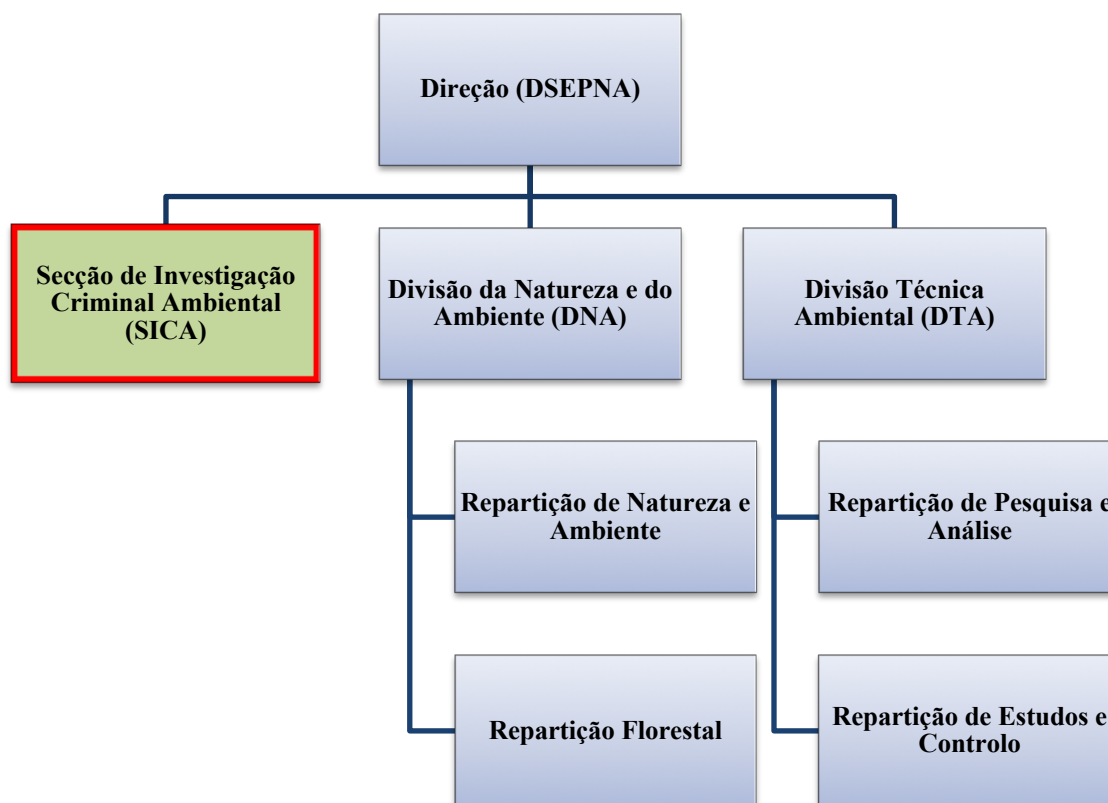 Direção (DSEPNA)
Secção de Investigação
Criminal Ambiental
(SICA)
Divisão da Natureza e do
Ambiente (DNA)
Divisão Técnica
Ambiental (DTA)
Repartição de Natureza e
Ambiente
Repartição de Pesquisa e
Análise
Repartição Florestal
Repartição de Estudos e
Controlo